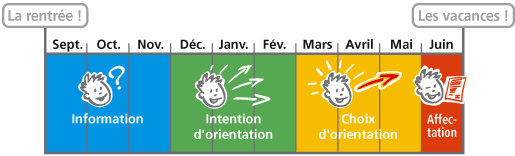 La rentrée !
Les vacances !
Sept. Oct. Nov. Déc. Janv. Fév. Mars Avril Mai Juin
Information
Intention
d'orientation
Choix
d'orientation
Affec-
tation